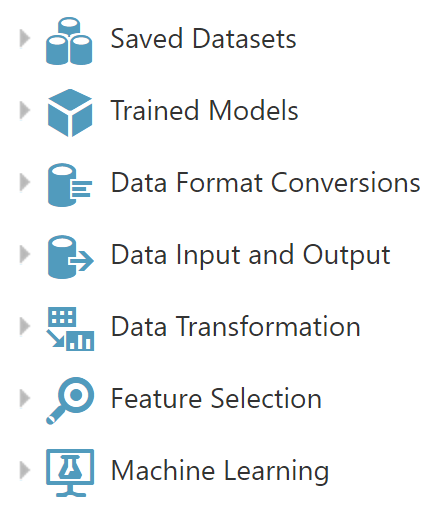 Saved Datasets
Trained Models
Data Format Conversions
Data Input and Output
Data Transformation
Feature Selection
Machine Learning